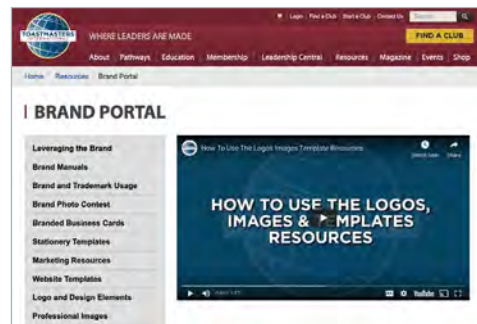 Login Find a Club Start a Club Contact Us
TOASTMASTERS
INTERNATIONAL
WHERE LEADERS ARE MADE
FIND A CLUB
About Pathways Education Membership Leadership Central Resources Magazine Events Shop
Home Resources Brand Portal
BRAND PORTAL
Leveraging the Brand
Brand Manuals
Brand and Trademark Usage
Brand Photo Contest
Branded Business Cards
Stationery Templates
Marketing Resources
Website Templates
Logo and Design Elements
Professional Images
How To Use The Logos Images Template Resources
Watch later Share
HOW TO USE THE LOGOS,
IMAGES & TEMPLATES
RESOURCES
YouTube